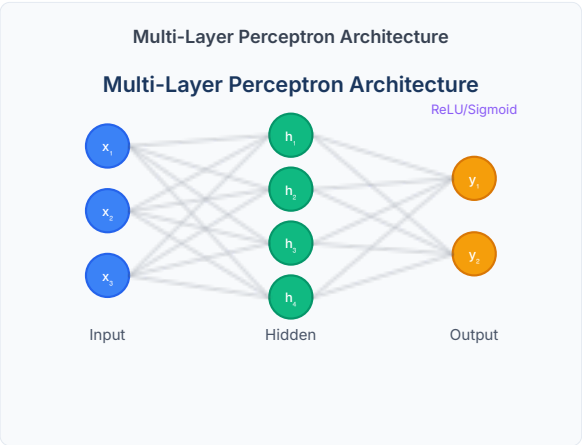 Multi-Layer Perceptron Architecture
Multi-Layer Perceptron Architecture
ReLU/Sigmoid
x₁
h₁
y₁
x₂
h₂
x₃
h₃
y₂
h₄
Input
Hidden
Output